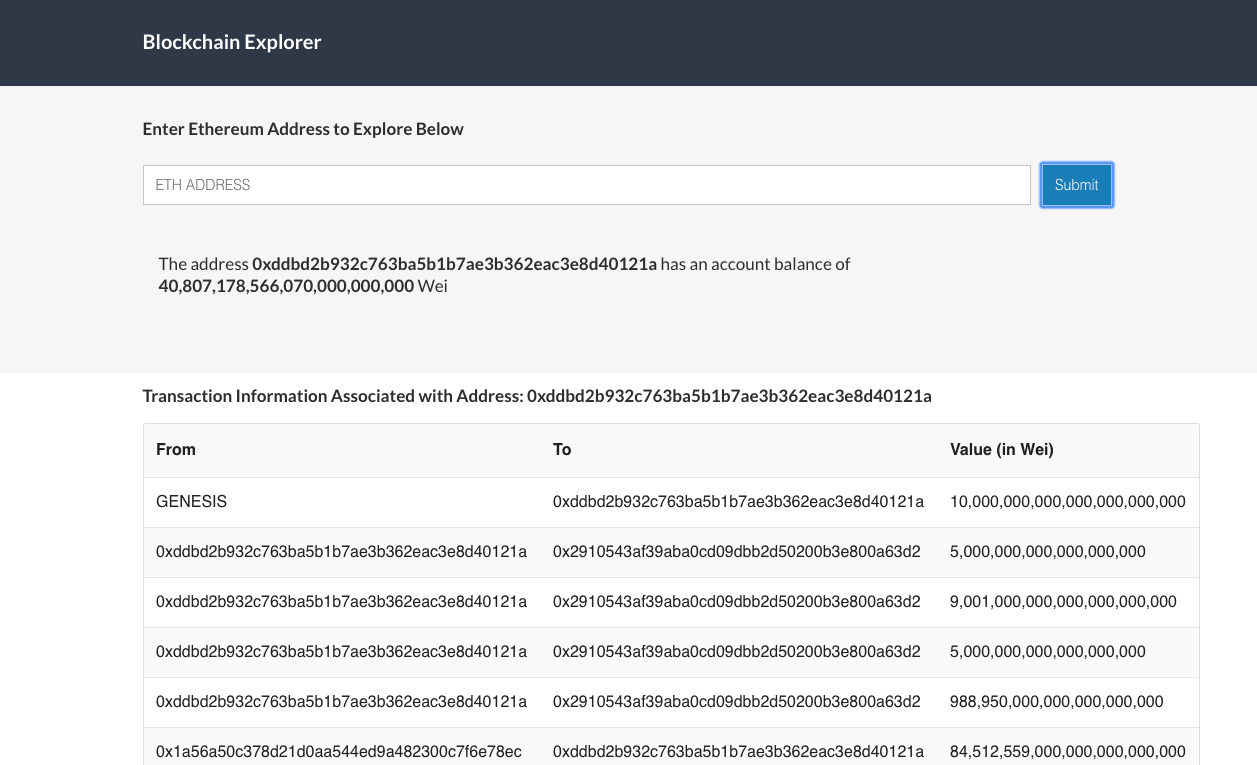 Blockchain Explorer
Enter Ethereum Address to Explore Below
ETH ADDRESS
Submit
The address 0xddbd2b932c763ba5b1b7ae3b362eac3e8d40121a has an account balance of
40,807,178,566,070,000,000,000 Wei
Transaction Information Associated with Address: 0xddbd2b932c763ba5b1b7ae3b362eac3e8d40121a
From To Value (in Wei)
GENESIS 0xddbd2b932c763ba5b1b7ae3b362eac3e8d40121a 10,000,000,000,000,000,000,000
0xddbd2b932c763ba5b1b7ae3b362eac3e8d40121a 0x2910543af39aba0cd09dbb2d50200b3e800a63d2 5,000,000,000,000,000,000
0xddbd2b932c763ba5b1b7ae3b362eac3e8d40121a 0x2910543af39aba0cd09dbb2d50200b3e800a63d2 9,001,000,000,000,000,000,000
0xddbd2b932c763ba5b1b7ae3b362eac3e8d40121a 0x2910543af39aba0cd09dbb2d50200b3e800a63d2 5,000,000,000,000,000,000
0xddbd2b932c763ba5b1b7ae3b362eac3e8d40121a 0x2910543af39aba0cd09dbb2d50200b3e800a63d2 988,950,000,000,000,000,000
0x1a56a50c378d21d0aa544ed9a482300c7f6e78ec 0xddbd2b932c763ba5b1b7ae3b362eac3e8d40121a 84,512,559,000,000,000,000,000